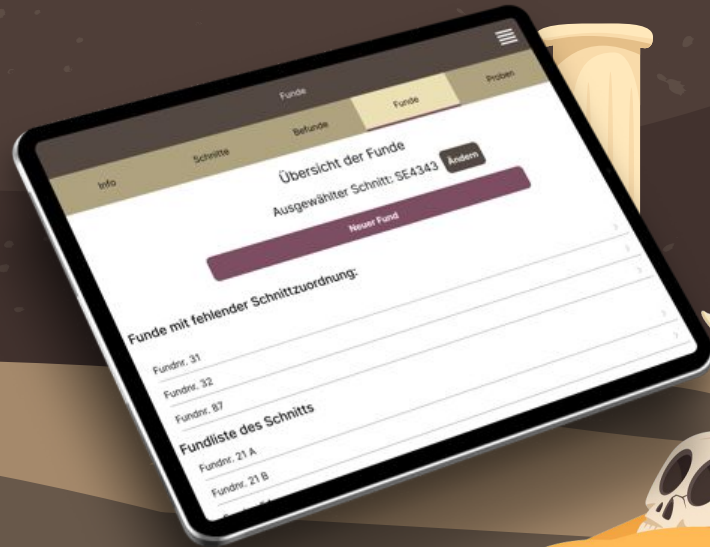 Funde
Info
Schnitte
Befunde
Funde
Proben
Übersicht der Funde
Ausgewählter Schnitt: SE4343
Ändern
Neuer Fund
Funde mit fehlender Schnittzuordnung:
Fundnr. 31
Fundnr. 32
Fundnr. 87
Fundliste des Schnitts
Fundnr. 21 A
Fundnr. 21 B